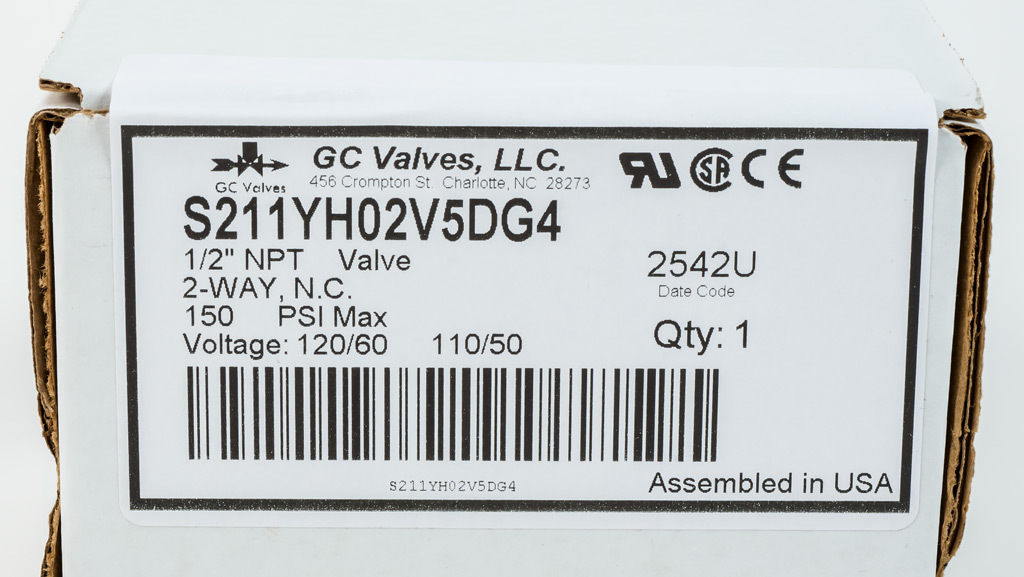 GC Valves
GC Valves, LLC.
456 Crompton St. Charlotte, NC 28273
S211YH02V5DG4
1/2" NPT Valve
2-WAY, N.C.
150 PSI Max
Voltage: 120/60 110/50
2542U
Date Code
Qty: 1
S211YH02V5DG4
Assembled in USA